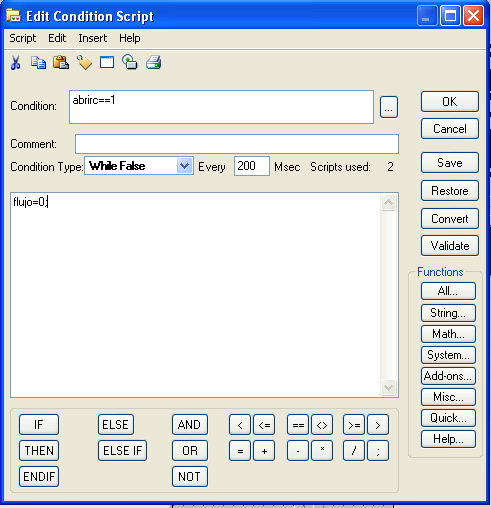 Edit Condition Script
Script Edit Insert Help
Condition: abrirc==1 ... OK
Cancel
Comment:
Condition Type: While False Every 200 Msec Scripts used: 2 Save
flujo=0; Restore
Convert
Validate
Functions
All...
String...
Math...
System...
Add-ons...
Misc...
Quick...
Help...
IF ELSE AND < <= == <> >= >
THEN ELSE IF OR = + - * / ;
ENDIF NOT